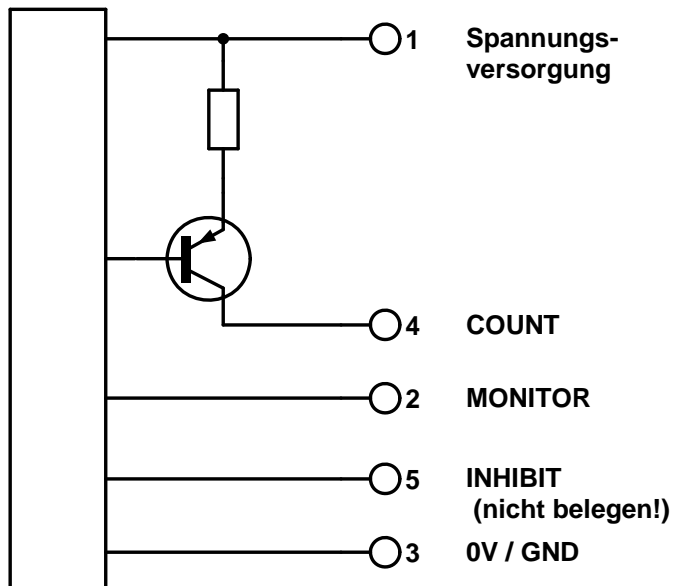 1 Spannungs-
versorgung
4 COUNT
2 MONITOR
5 INHIBIT
(nicht belegen!)
3 0V / GND